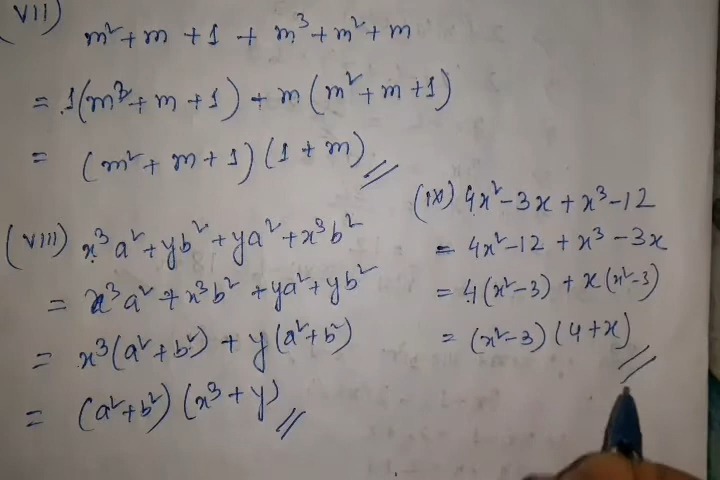 (VII)
m² + m + 1 + m³ + m² + m
= 1(m² + m + 1) + m(m² + m + 1)
= (m² + m + 1)(1 + m)
(VIII) x³a² + yb² + ya² + x³b²
= x³a² + x³b² + ya² + yb²
= x³(a² + b²) + y(a² + b²)
= (a² + b²)(x³ + y)
(IX) 4x² - 3x + x³ - 12
= 4x² - 12 + x³ - 3x
= 4(x² - 3) + x(x² - 3)
= (x² - 3)(4 + x)